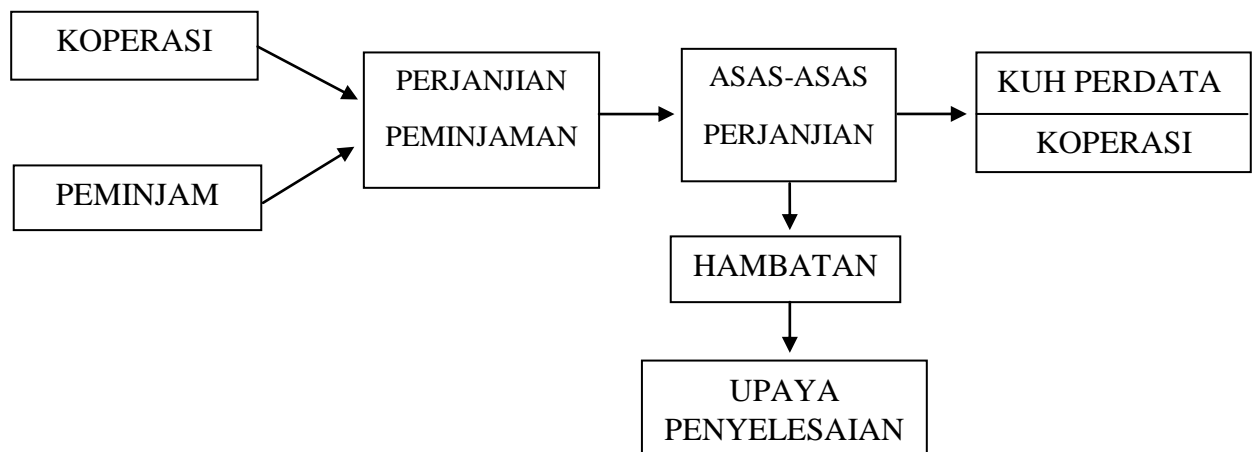 KOPERASI
PEMINJAM
PERJANJIAN
PEMINJAMAN
ASAS-ASAS
PERJANJIAN
KUH PERDATA
KOPERASI
HAMBATAN
UPAYA
PENYELESAIAN